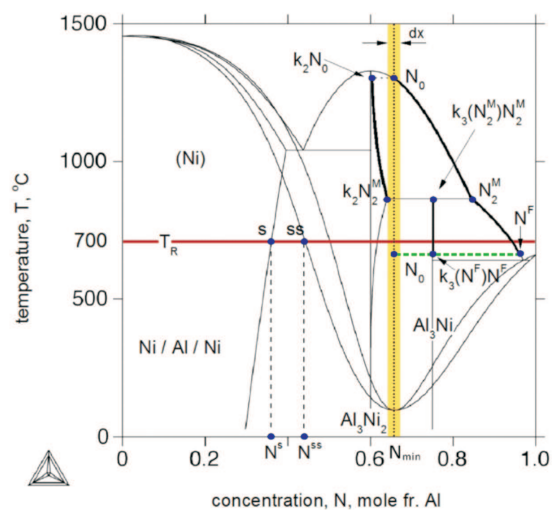 1500
dx
k₂N₀
N₀
k₃(N₂ᴹ)N₂ᴹ
(Ni)
1000
k₂N₂ᴹ
N₂ᴹ
Nᶠ
temperature, T, °C
s
ss
700
T_R
N₀
k₃(Nᶠ)Nᶠ
500
Al₃Ni
Ni / Al / Ni
Al₃Ni₂
Nˢ
Nˢˢ
N_min
0
0 0.2 0.4 0.6 0.8 1.0
concentration, N, mole fr. Al